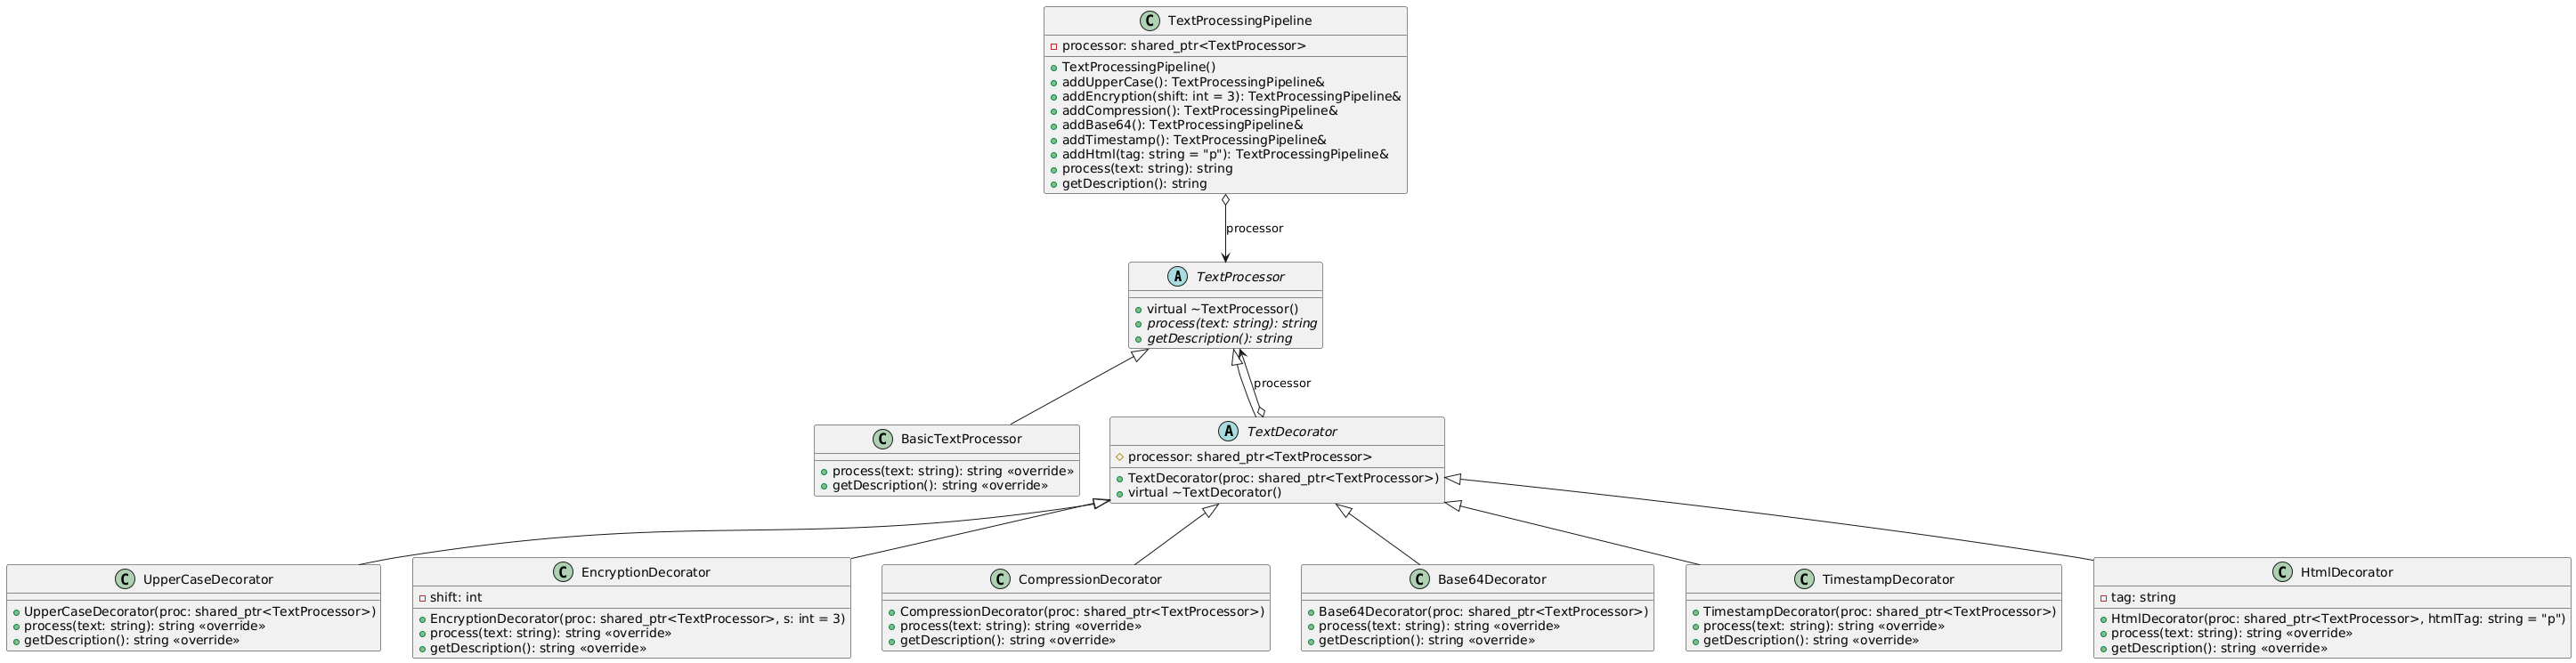 C TextProcessingPipeline
processor: shared_ptr<TextProcessor>
TextProcessingPipeline()
addUpperCase(): TextProcessingPipeline&
addEncryption(shift: int = 3): TextProcessingPipeline&
addCompression(): TextProcessingPipeline&
addBase64(): TextProcessingPipeline&
addTimestamp(): TextProcessingPipeline&
addHtml(tag: string = "p"): TextProcessingPipeline&
process(text: string): string
getDescription(): string
processor
A TextProcessor
virtual ~TextProcessor()
process(text: string): string
getDescription(): string
processor
C BasicTextProcessor
process(text: string): string «override»
getDescription(): string «override»
A TextDecorator
processor: shared_ptr<TextProcessor>
TextDecorator(proc: shared_ptr<TextProcessor>)
virtual ~TextDecorator()
C UpperCaseDecorator
UpperCaseDecorator(proc: shared_ptr<TextProcessor>)
process(text: string): string «override»
getDescription(): string «override»
C EncryptionDecorator
shift: int
EncryptionDecorator(proc: shared_ptr<TextProcessor>, s: int = 3)
process(text: string): string «override»
getDescription(): string «override»
C CompressionDecorator
CompressionDecorator(proc: shared_ptr<TextProcessor>)
process(text: string): string «override»
getDescription(): string «override»
C Base64Decorator
Base64Decorator(proc: shared_ptr<TextProcessor>)
process(text: string): string «override»
getDescription(): string «override»
C TimestampDecorator
TimestampDecorator(proc: shared_ptr<TextProcessor>)
process(text: string): string «override»
getDescription(): string «override»
C HtmlDecorator
tag: string
HtmlDecorator(proc: shared_ptr<TextProcessor>, htmlTag: string = "p")
process(text: string): string «override»
getDescription(): string «override»